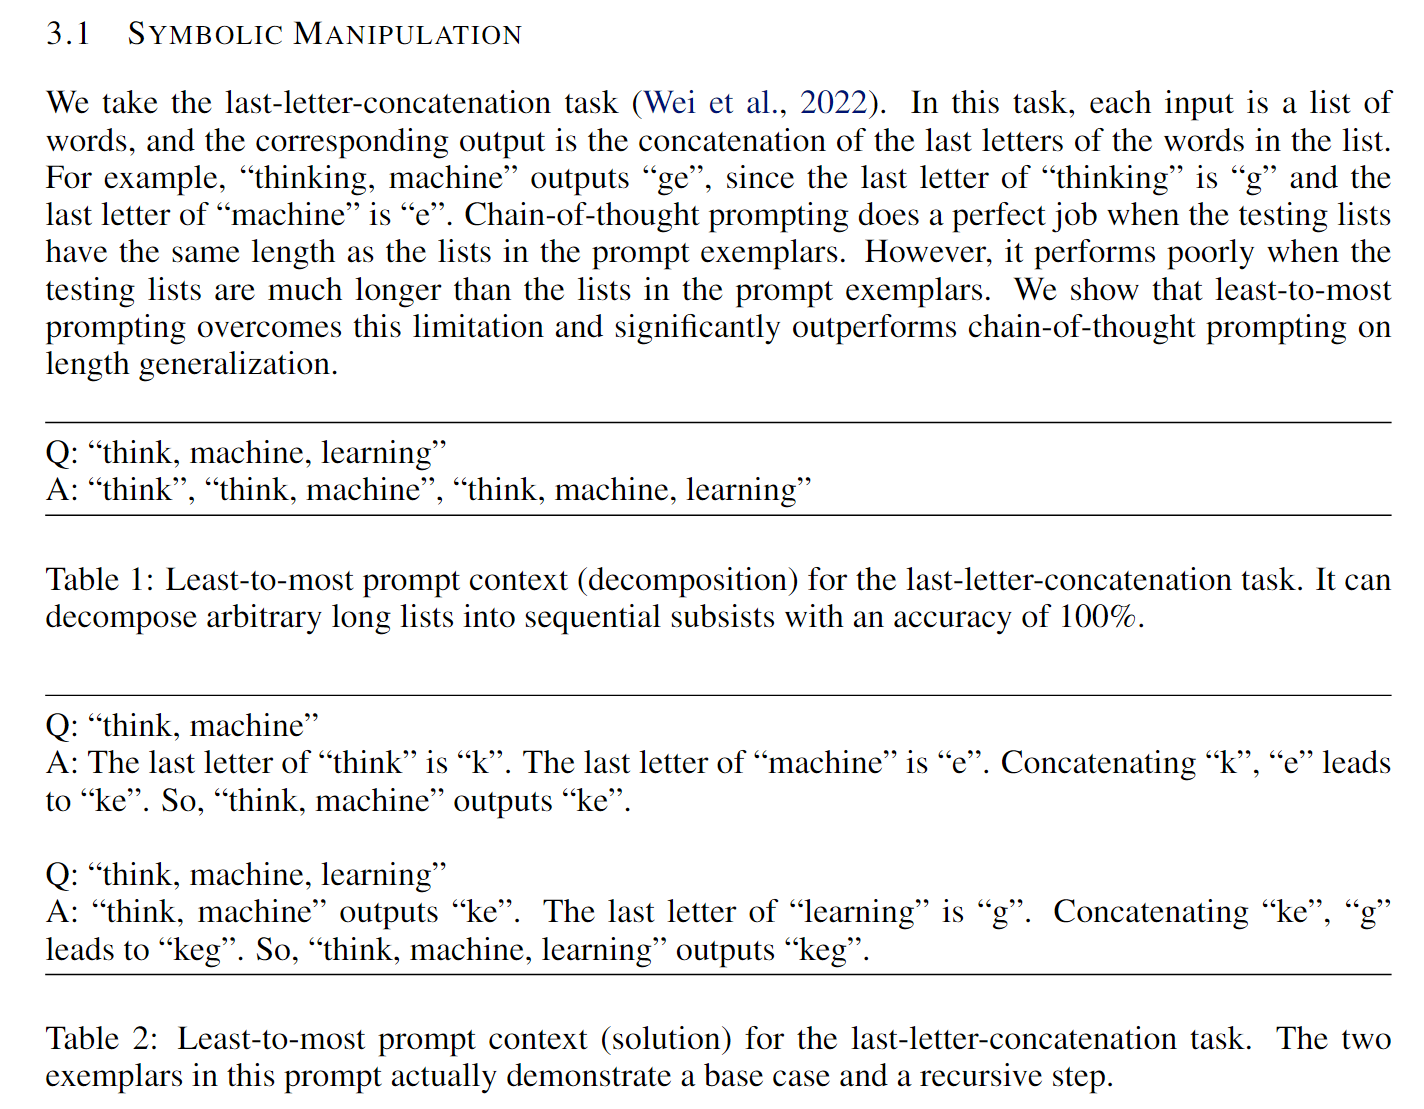 3.1 SYMBOLIC MANIPULATION
We take the last-letter-concatenation task (Wei et al., 2022). In this task, each input is a list of
words, and the corresponding output is the concatenation of the last letters of the words in the list.
For example, “thinking, machine” outputs “ge”, since the last letter of “thinking” is “g” and the
last letter of “machine” is “e”. Chain-of-thought prompting does a perfect job when the testing lists
have the same length as the lists in the prompt exemplars. However, it performs poorly when the
testing lists are much longer than the lists in the prompt exemplars. We show that least-to-most
prompting overcomes this limitation and significantly outperforms chain-of-thought prompting on
length generalization.
Q: “think, machine, learning”
A: “think”, “think, machine”, “think, machine, learning”
Table 1: Least-to-most prompt context (decomposition) for the last-letter-concatenation task. It can
decompose arbitrary long lists into sequential subsists with an accuracy of 100%.
Q: “think, machine”
A: The last letter of “think” is “k”. The last letter of “machine” is “e”. Concatenating “k”, “e” leads
to “ke”. So, “think, machine” outputs “ke”.
Q: “think, machine, learning”
A: “think, machine” outputs “ke”. The last letter of “learning” is “g”. Concatenating “ke”, “g”
leads to “keg”. So, “think, machine, learning” outputs “keg”.
Table 2: Least-to-most prompt context (solution) for the last-letter-concatenation task. The two
exemplars in this prompt actually demonstrate a base case and a recursive step.